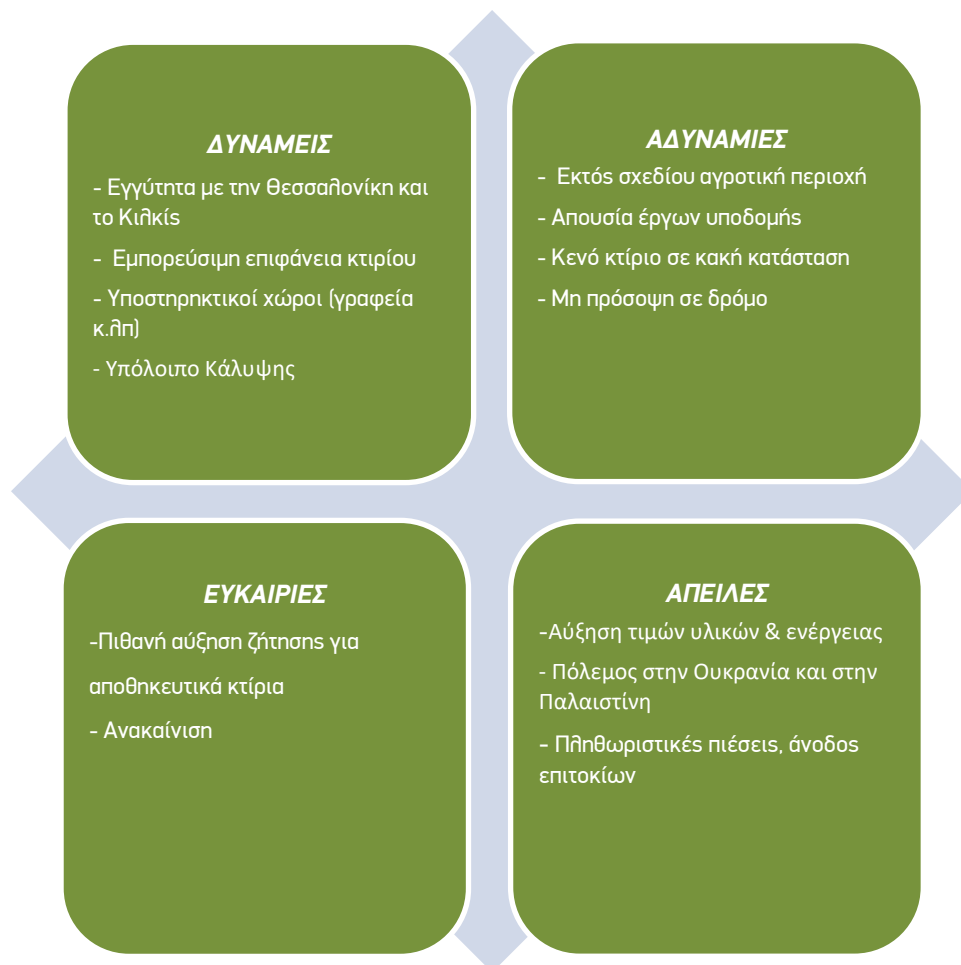 ΔΥΝΑΜΕΙΣ
- Εγγύτητα με την Θεσσαλονίκη και
το Κιλκίς
- Εμπορεύσιμη επιφάνεια κτιρίου
- Υποστηρηκτικοί χώροι (γραφεία
κ.λπ)
- Υπόλοιπο Κάλυψης
ΑΔΥΝΑΜΙΕΣ
- Εκτός σχεδίου αγροτική περιοχή
- Απουσία έργων υποδομής
- Κενό κτίριο σε κακή κατάσταση
- Μη πρόσοψη σε δρόμο
ΕΥΚΑΙΡΙΕΣ
-Πιθανή αύξηση ζήτησης για
αποθηκευτικά κτίρια
- Ανακαίνιση
ΑΠΕΙΛΕΣ
-Αύξηση τιμών υλικών & ενέργειας
- Πόλεμος στην Ουκρανία και στην
Παλαιστίνη
- Πληθωριστικές πιέσεις, άνοδος
επιτοκίων